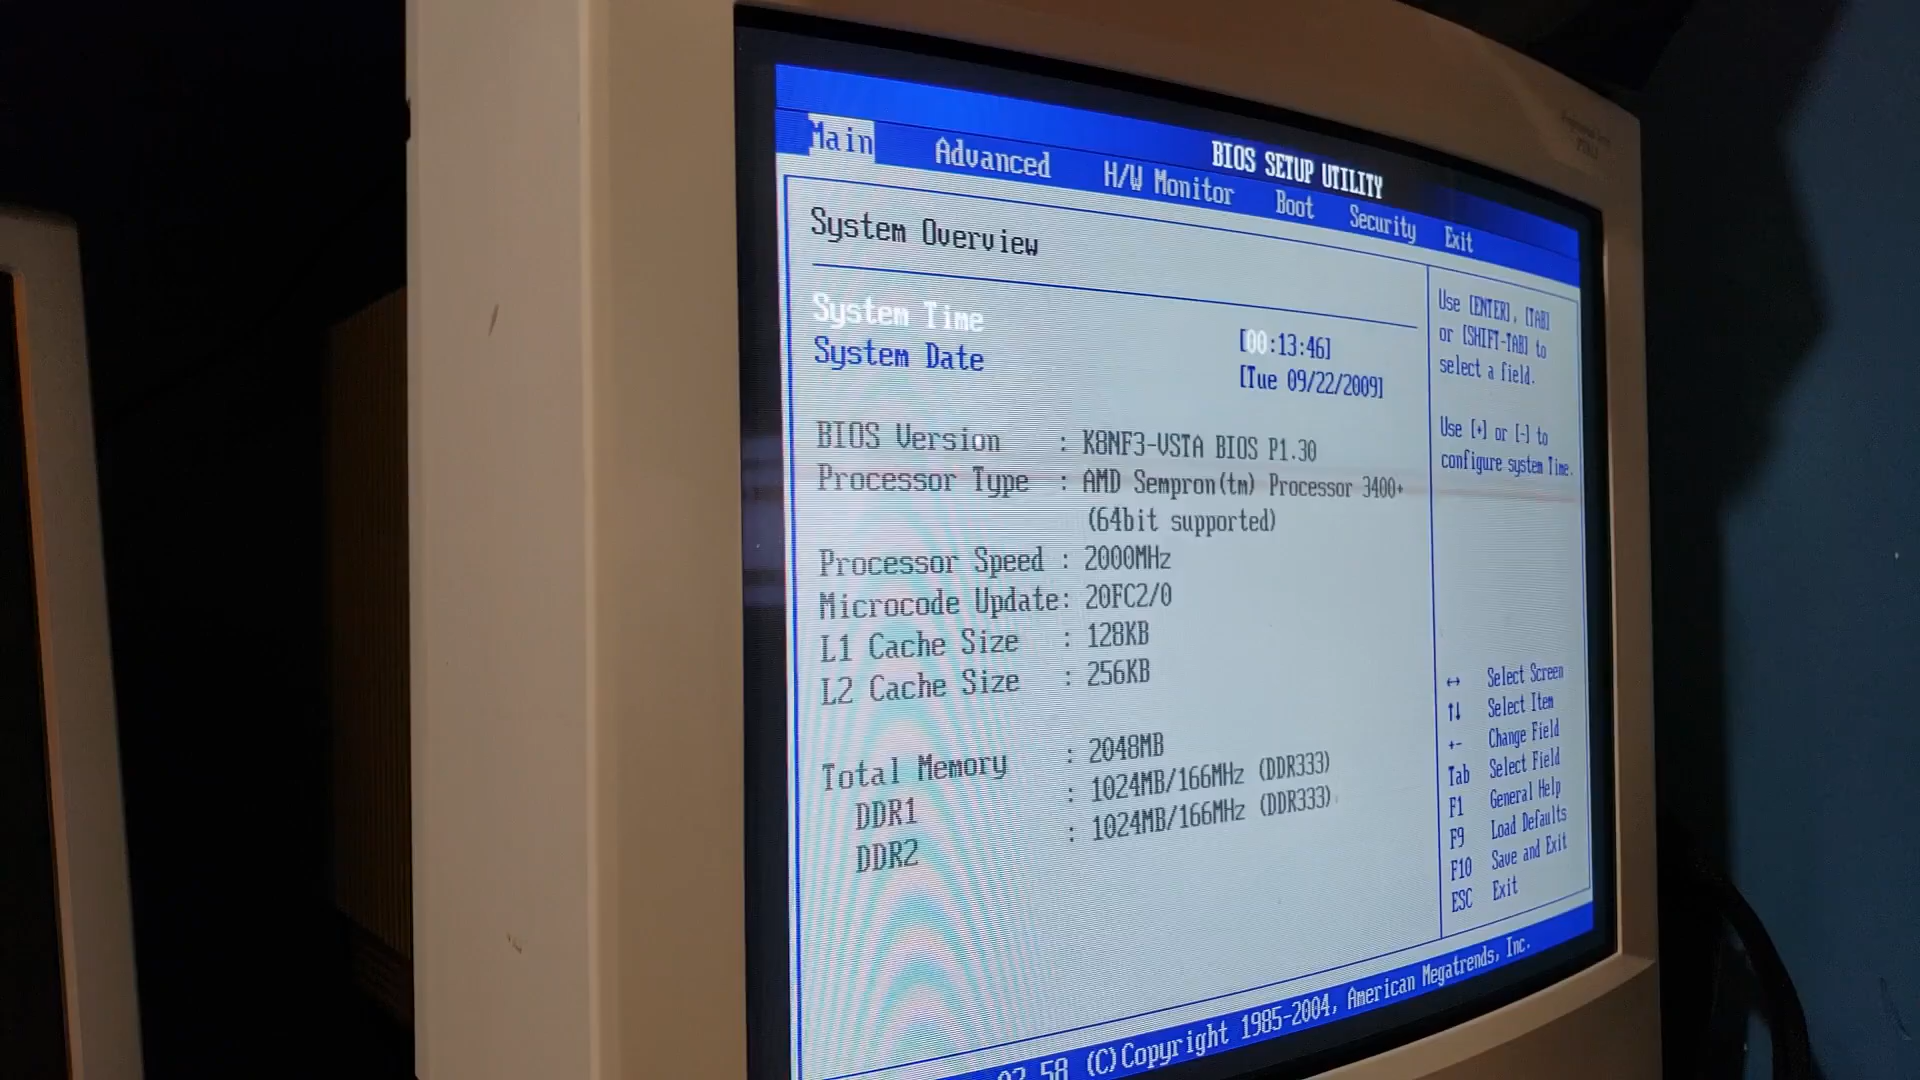 BIOS SETUP UTILITY
Main Advanced H/W Monitor Boot Security Exit
System Overview
System Time [00:13:46]
System Date [Tue 09/22/2009]
BIOS Version : K8NF3-VSTA BIOS P1.30
Processor Type : AMD Sempron(tm) Processor 3400+
(64bit supported)
Processor Speed : 2000MHz
Microcode Update: 20FC2/0
L1 Cache Size : 128KB
L2 Cache Size : 256KB
Total Memory : 2048MB
DDR1 : 1024MB/166MHz (DDR333)
DDR2 : 1024MB/166MHz (DDR333)
Use [ENTER], [TAB]
or [SHIFT-TAB] to
select a field.
Use [+] or [-] to
configure system Time.
↔ Select Screen
↑↓ Select Item
+- Change Field
Tab Select Field
F1 General Help
F9 Load Defaults
F10 Save and Exit
ESC Exit
02.58 (C)Copyright 1985-2004, American Megatrends, Inc.